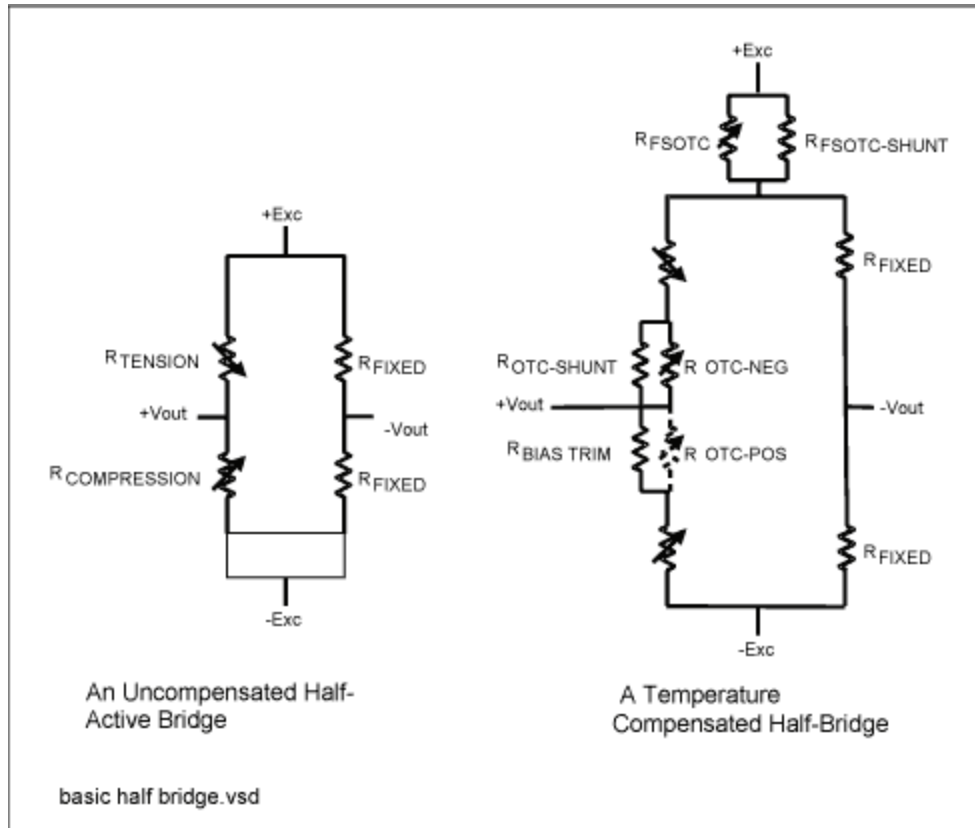 +Exc
RFSOTC
RFSOTC-SHUNT
+Exc
RFIXED
RTENSION
RFIXED
ROTC-SHUNT
R OTC-NEG
+Vout
-Vout
+Vout
-Vout
RBIAS TRIM
R OTC-POS
RCOMPRESSION
RFIXED
RFIXED
-Exc
-Exc
An Uncompensated Half-
Active Bridge
A Temperature
Compensated Half-Bridge
basic half bridge.vsd